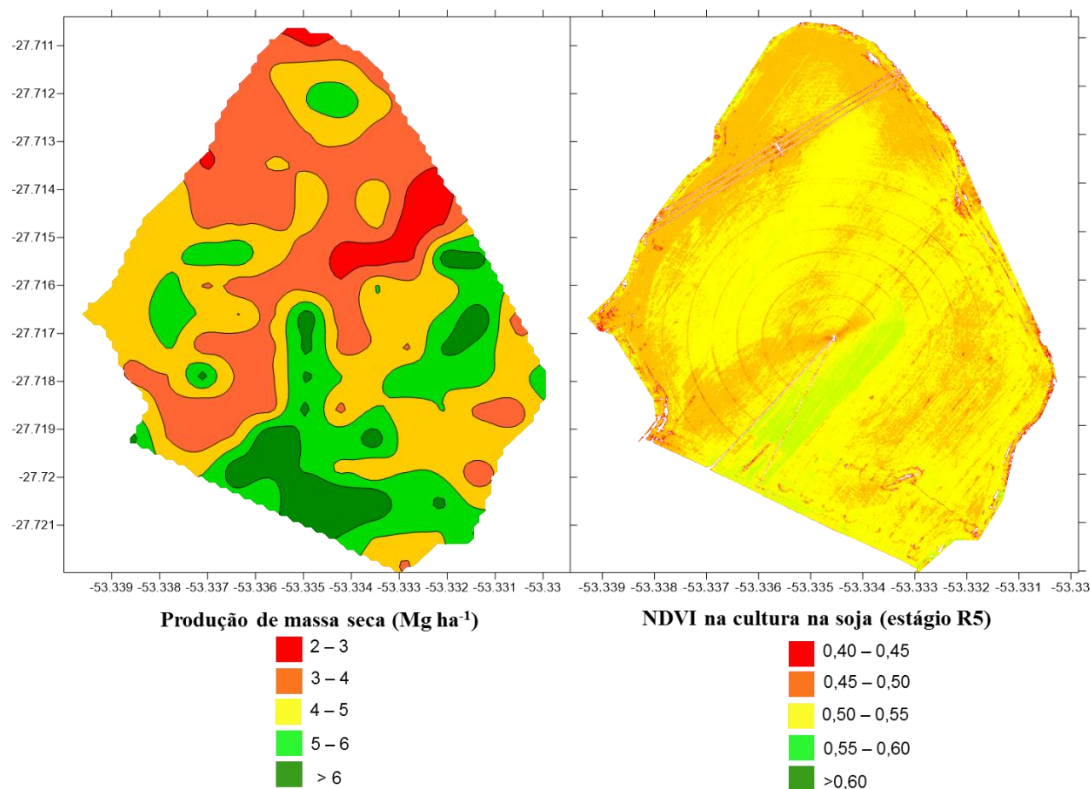 -27.711
-27.712
-27.713
-27.714
-27.715
-27.716
-27.717
-27.718
-27.719
-27.72
-27.721
-53.339 -53.338 -53.337 -53.336 -53.335 -53.334 -53.333 -53.332 -53.331 -53.33
-53.339 -53.338 -53.337 -53.336 -53.335 -53.334 -53.333 -53.332 -53.331 -53.33
Produção de massa seca (Mg ha⁻¹)
2 – 3
3 – 4
4 – 5
5 – 6
> 6
NDVI na cultura na soja (estágio R5)
0,40 – 0,45
0,45 – 0,50
0,50 – 0,55
0,55 – 0,60
>0,60